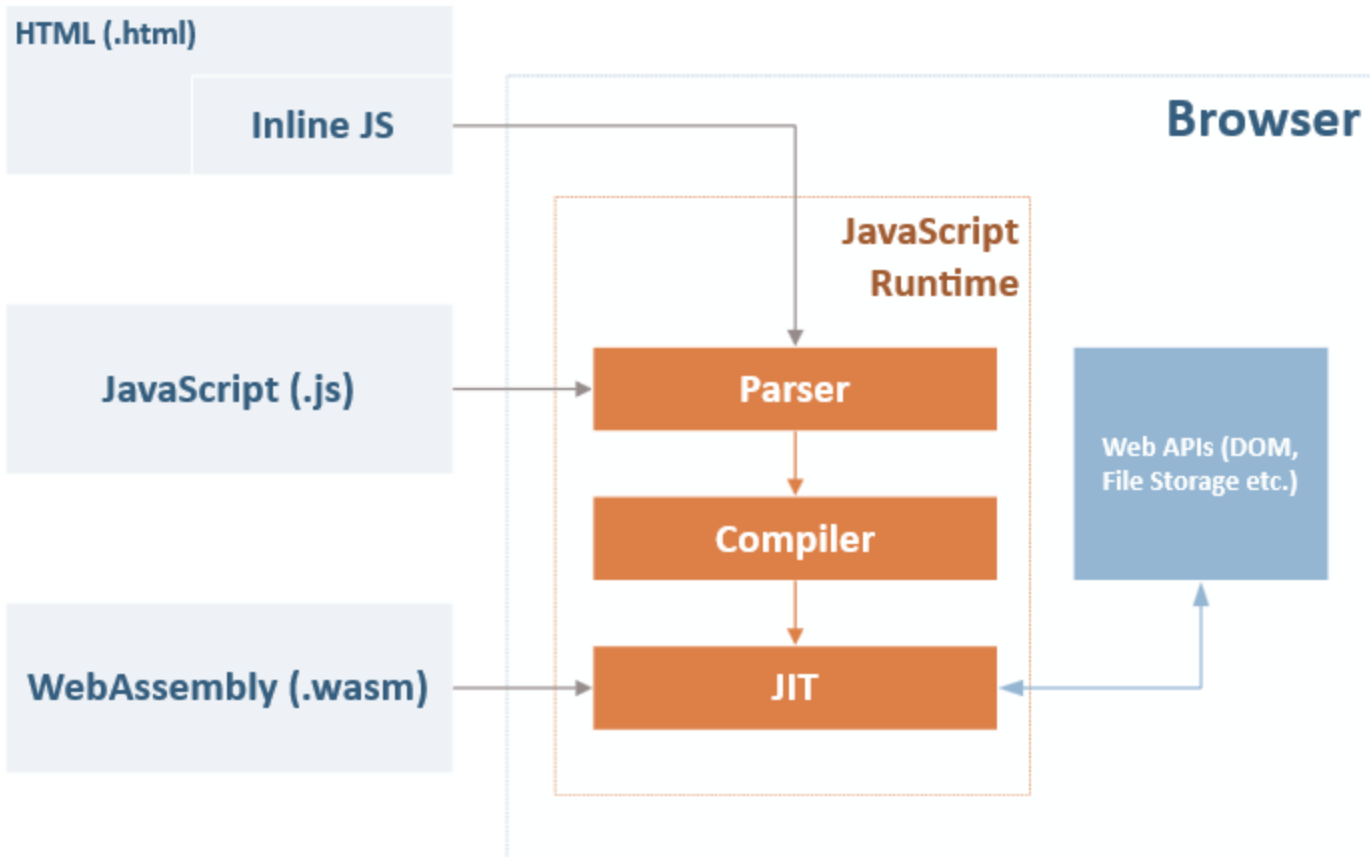 HTML (.html)
Inline JS
Browser
JavaScript
Runtime
JavaScript (.js)
Parser
Web APIs (DOM,
File Storage etc.)
Compiler
WebAssembly (.wasm)
JIT